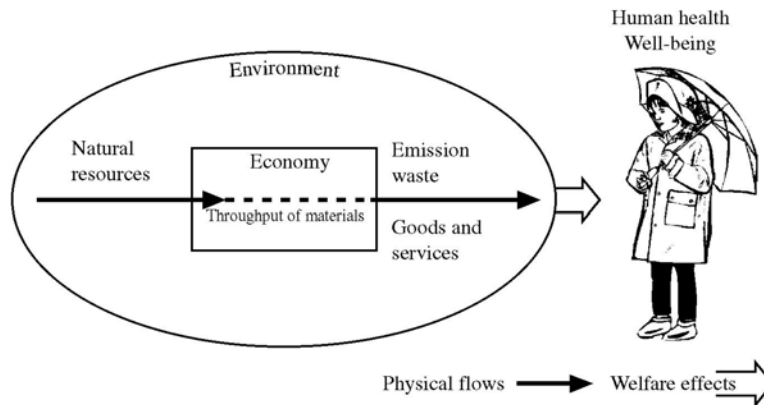 Human health
Well-being
Environment
Natural
resources
Economy
Throughput of materials
Emission
waste
Goods and
services
Physical flows
Welfare effects